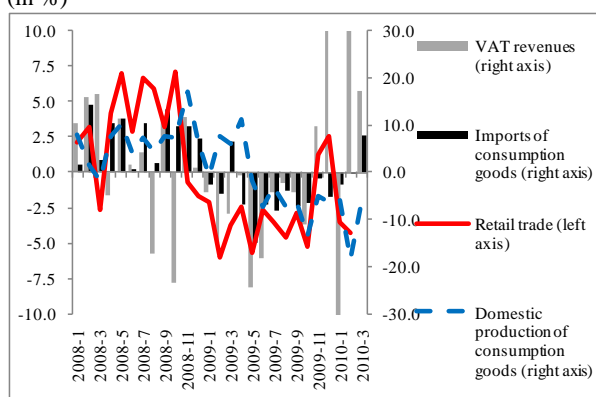 (in %)
10.0
7.5
5.0
2.5
0.0
-2.5
-5.0
-7.5
-10.0
30.0
20.0
10.0
0.0
-10.0
-20.0
-30.0
2008-1
2008-3
2008-5
2008-7
2008-9
2008-11
2009-1
2009-3
2009-5
2009-7
2009-9
2009-11
2010-1
2010-3
VAT revenues
(right axis)
Imports of
consumption
goods (right axis)
Retail trade (left
axis)
Domestic
production of
consumption
goods (right axis)